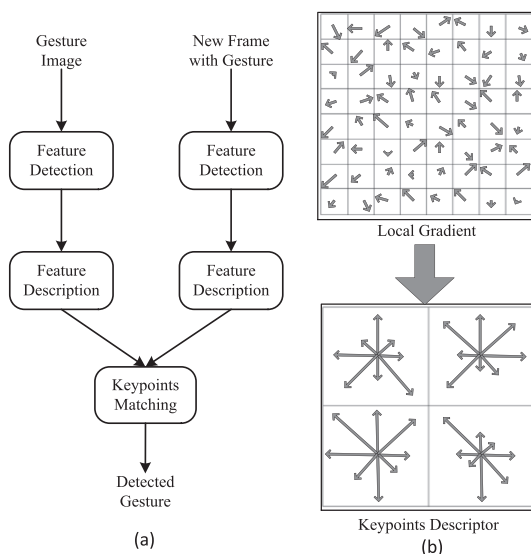 Gesture
Image
New Frame
with Gesture
Feature
Detection
Feature
Detection
Feature
Description
Feature
Description
Keypoints
Matching
Detected
Gesture
(a)
Local Gradient
Keypoints Descriptor
(b)